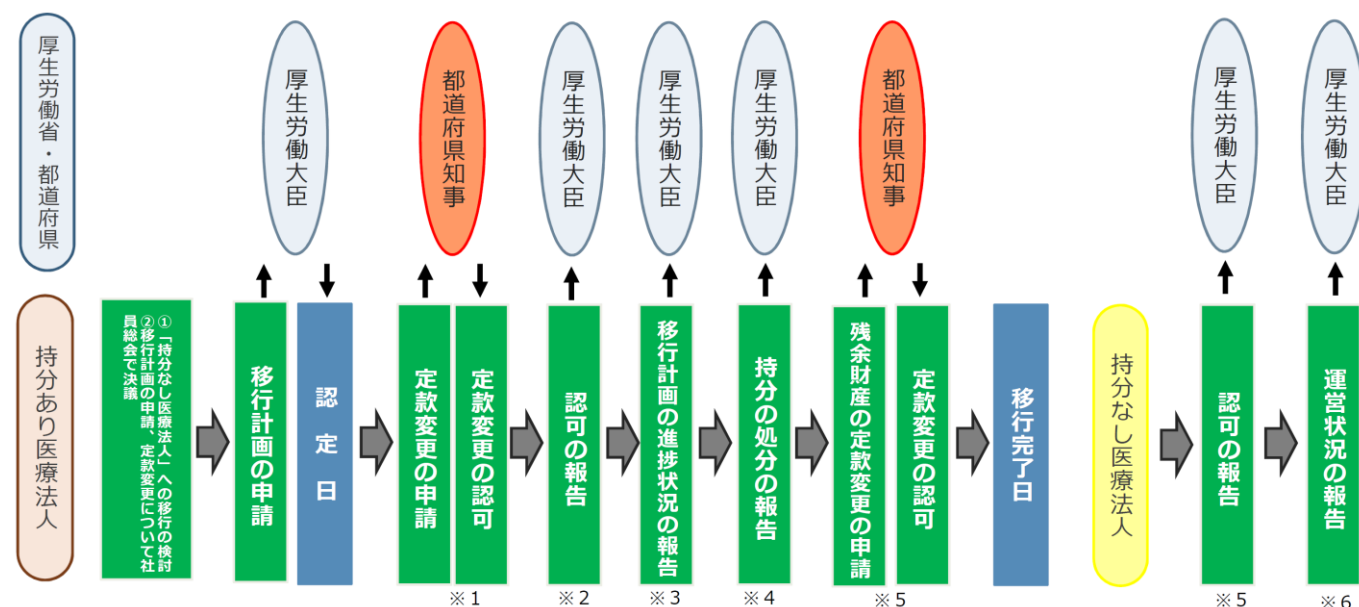 厚生労働省・都道府県
厚生労働大臣
都道府県知事
厚生労働大臣
厚生労働大臣
厚生労働大臣
都道府県知事
厚生労働大臣
厚生労働大臣
持分あり医療法人
①「持分なし医療法人」への移行の検討
②移行計画の申請、定款変更について社
員総会で決議
移行計画の申請
認定日
定款変更の申請
定款変更の認可
認可の報告
移行計画の進捗状況の報告
持分の処分の報告
残余財産の定款変更の申請
定款変更の認可
移行完了日
持分なし医療法人
認可の報告
運営状況の報告
※1
※2
※3
※4
※5
※5
※6